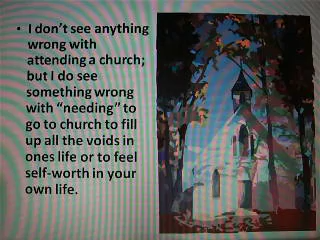 • I don't see anything
wrong with
attending a church;
but I do see
something wrong
with “needing” to
go to church to fill
up all the voids in
ones life or to feel
self-worth in your
own life.